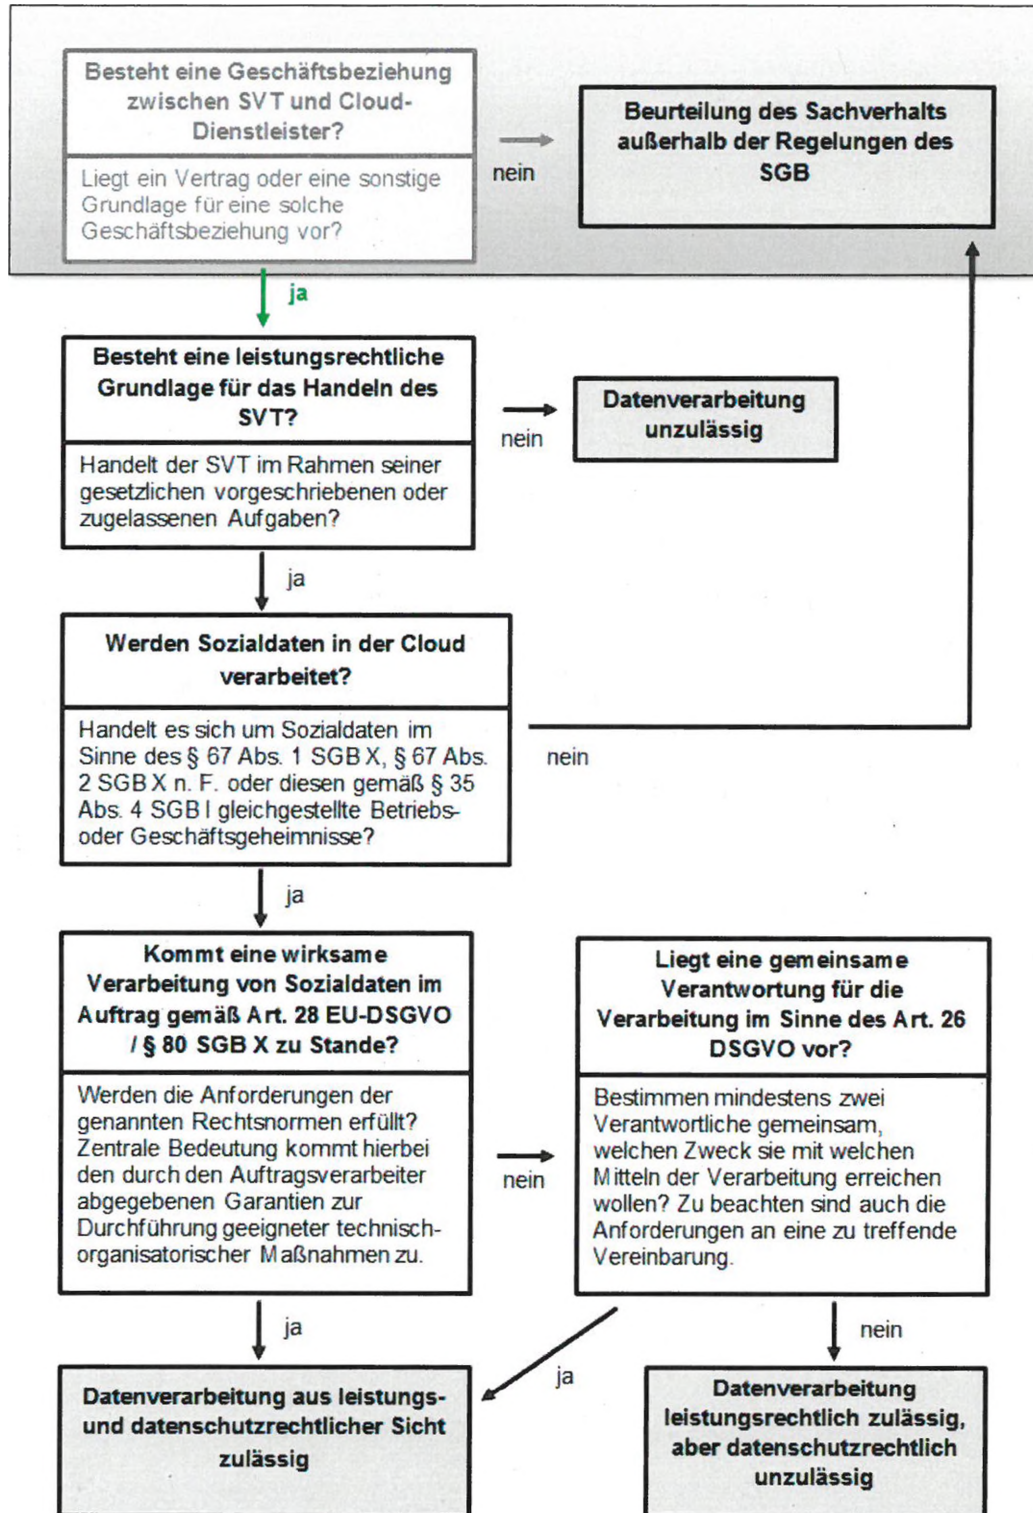 Besteht eine Geschäftsbeziehung
zwischen SVT und Cloud-
Dienstleister?
Liegt ein Vertrag oder eine sonstige
Grundlage für eine solche
Geschäftsbeziehung vor?
nein
Beurteilung des Sachverhalts
außerhalb der Regelungen des
SGB
ja
Besteht eine leistungsrechtliche
Grundlage für das Handeln des
SVT?
Handelt der SVT im Rahmen seiner
gesetzlichen vorgeschriebenen oder
zugelassenen Aufgaben?
nein
Datenverarbeitung
unzulässig
ja
Werden Sozialdaten in der Cloud
verarbeitet?
Handelt es sich um Sozialdaten im
Sinne des § 67 Abs. 1 SGB X, § 67 Abs.
2 SGB X n. F. oder diesen gemäß § 35
Abs. 4 SGB I gleichgestellte Betriebs-
oder Geschäftsgeheimnisse?
nein
ja
Kommt eine wirksame
Verarbeitung von Sozialdaten im
Auftrag gemäß Art. 28 EU-DSGVO
/ § 80 SGB X zu Stande?
Werden die Anforderungen der
genannten Rechtsnormen erfüllt?
Zentrale Bedeutung kommt hierbei
den durch den Auftragsverarbeiter
abgegebenen Garantien zur
Durchführung geeigneter technisch-
organisatorischer Maßnahmen zu.
nein
Liegt eine gemeinsame
Verantwortung für die
Verarbeitung im Sinne des Art. 26
DSGVO vor?
Bestimmen mindestens zwei
Verantwortliche gemeinsam,
welchen Zweck sie mit welchen
Mitteln der Verarbeitung erreichen
wollen? Zu beachten sind auch die
Anforderungen an eine zu treffende
Vereinbarung.
ja
ja
nein
Datenverarbeitung aus leistungs-
und datenschutzrechtlicher Sicht
zulässig
Datenverarbeitung
leistungsrechtlich zulässig,
aber datenschutzrechtlich
unzulässig